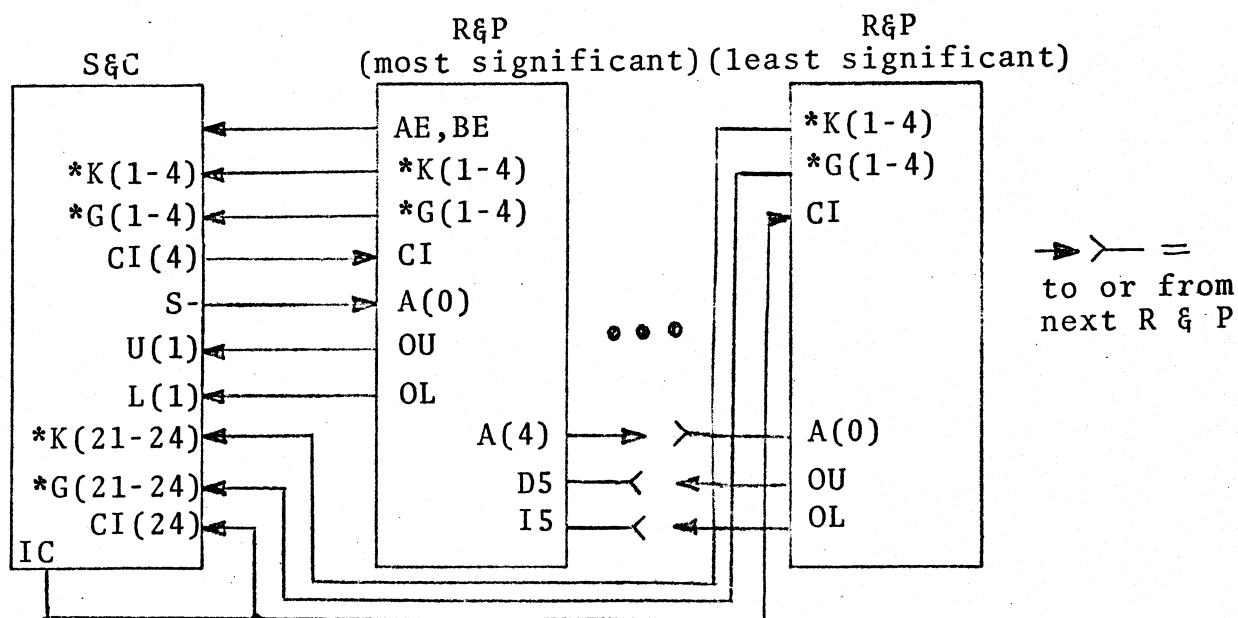 S&C
R&P
(most significant)
R&P
(least significant)
*K(1-4)
*G(1-4)
CI(4)
S-
U(1)
L(1)
*K(21-24)
*G(21-24)
CI(24)
IC
AE,BE
*K(1-4)
*G(1-4)
CI
A(0)
OU
OL
A(4)
D5
I5
*K(1-4)
*G(1-4)
CI
A(0)
OU
OL
=
to or from
next R & P